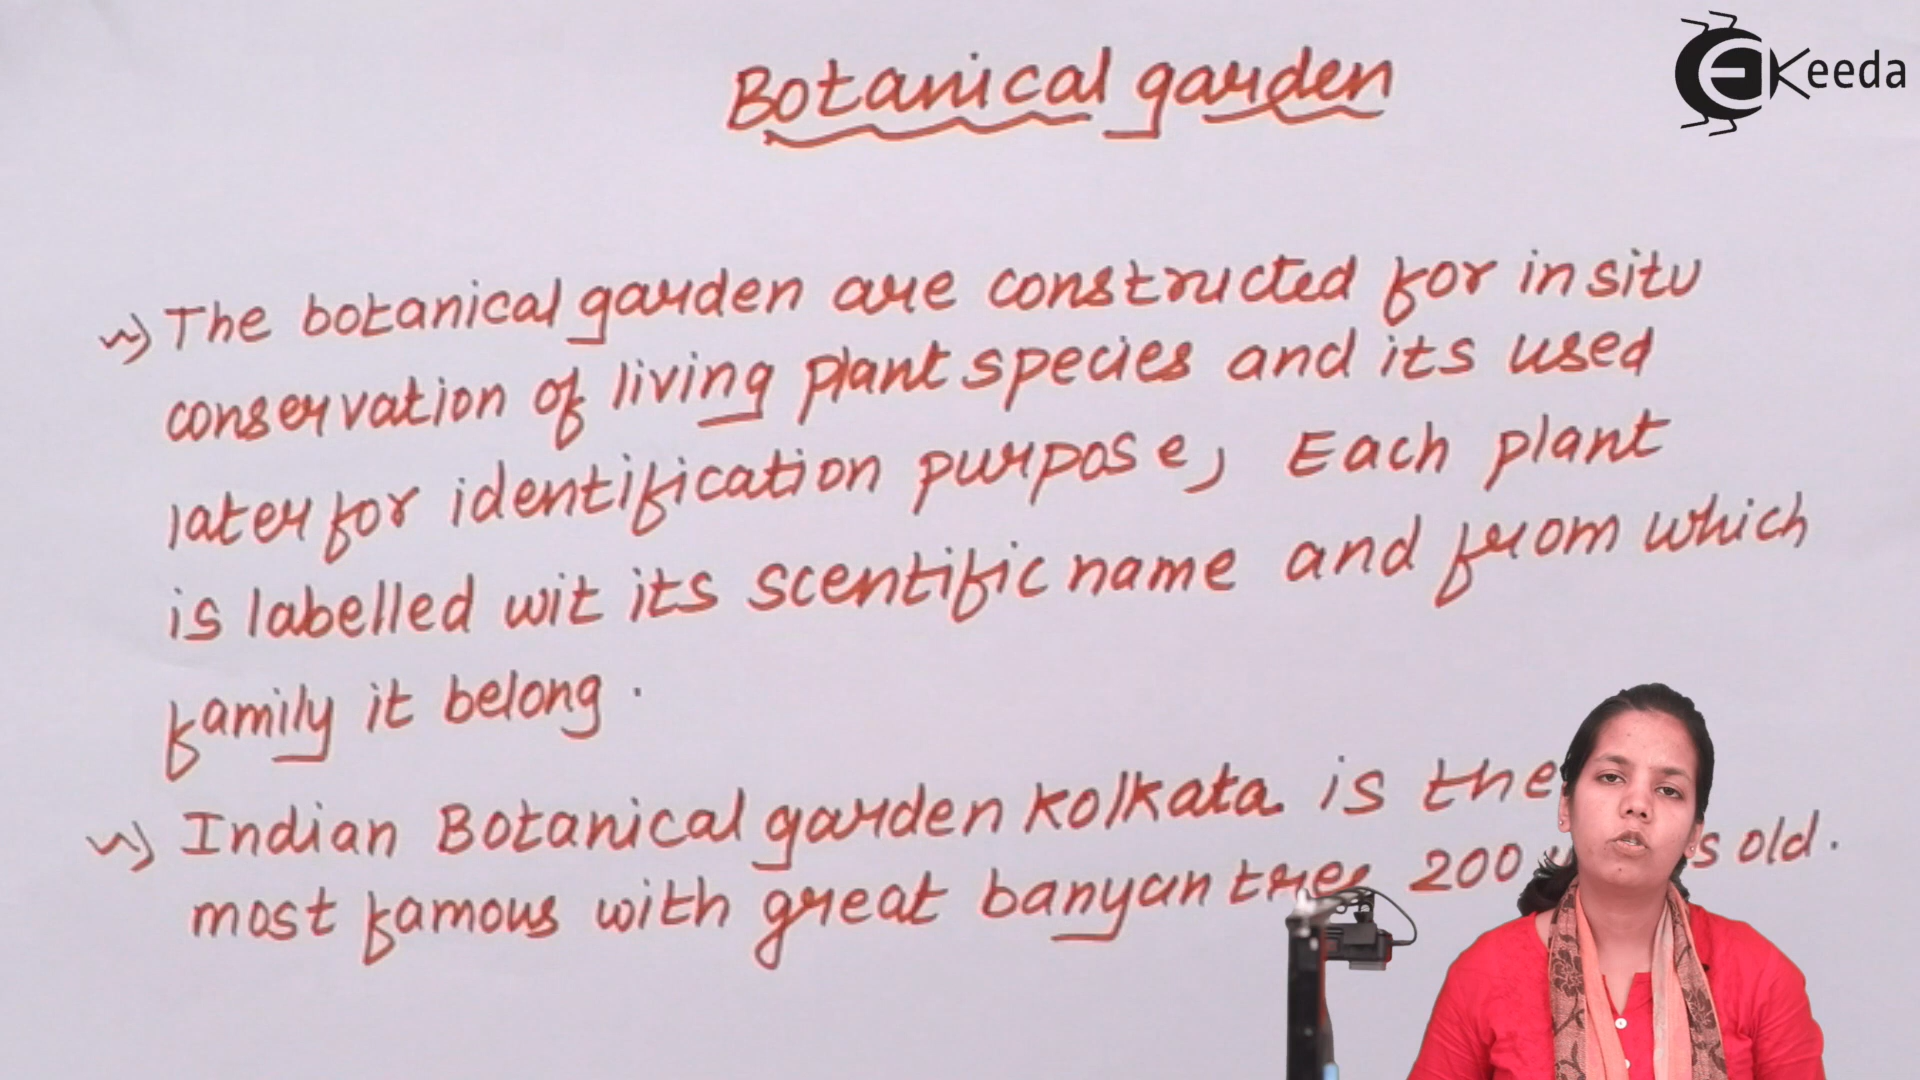 Botanical garden
EKeeda
The botanical garden are constructed for in situ
conservation of living plant species and its used
later for identification purpose, Each plant
is labelled wit its scentific name and from which
family it belong.
Indian Botanical garden Kolkata is the
most famous with great banyan tree 200 old.